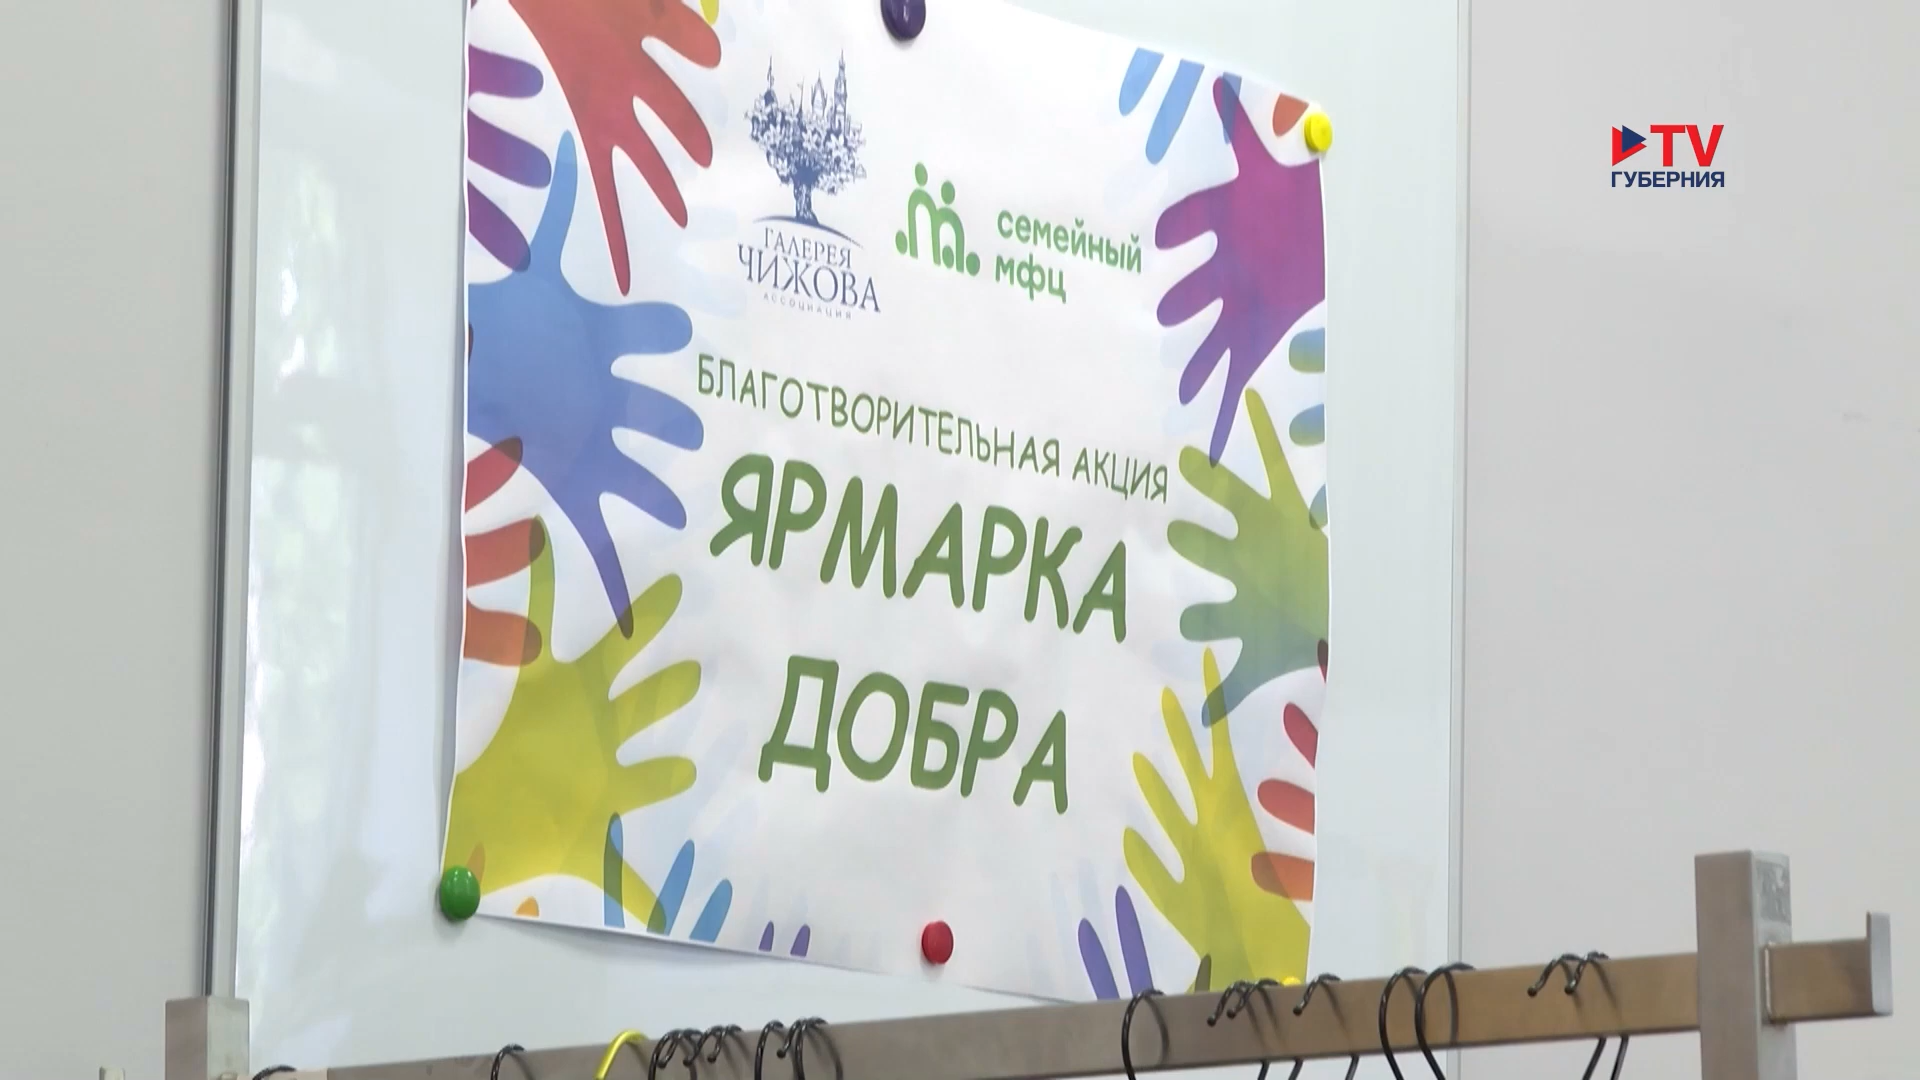 TV
ГУБЕРНИЯ
ГАЛЕРЕЯ
ЧИЖОВА
АССОЦИАЦИЯ
семейный
мфц
БЛАГОТВОРИТЕЛЬНАЯ АКЦИЯ
ЯРМАРКА
ДОБРА